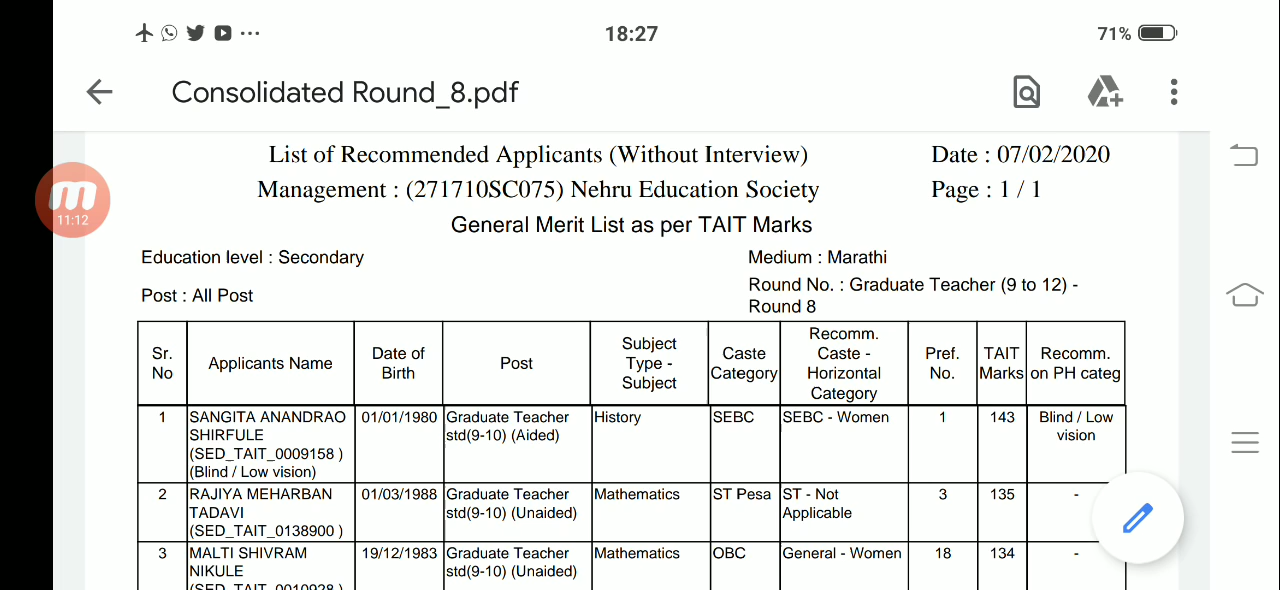 18:27
71%
Consolidated Round_8.pdf
11:12
List of Recommended Applicants (Without Interview) Date : 07/02/2020
Management : (271710SC075) Nehru Education Society Page : 1 / 1
General Merit List as per TAIT Marks
Education level : Secondary Medium : Marathi
Post : All Post Round No. : Graduate Teacher (9 to 12) -
Round 8
Sr. No Applicants Name Date of Birth Post Subject Type - Subject Caste Category Recomm. Caste - Horizontal Category Pref. No. TAIT Marks Recomm. on PH categ
1 SANGITA ANANDRAO 01/01/1980 Graduate Teacher History SEBC SEBC - Women 1 143 Blind / Low
SHIRFULE std(9-10) (Aided) vision
(SED_TAIT_0009158 )
(Blind / Low vision)
2 RAJIYA MEHARBAN 01/03/1988 Graduate Teacher Mathematics ST Pesa ST - Not 3 135 -
TADAVI std(9-10) (Unaided) Applicable
(SED_TAIT_0138900 )
3 MALTI SHIVRAM 19/12/1983 Graduate Teacher Mathematics OBC General - Women 18 134 -
NIKULE std(9-10) (Unaided)
(SED_TAIT_0010928 )